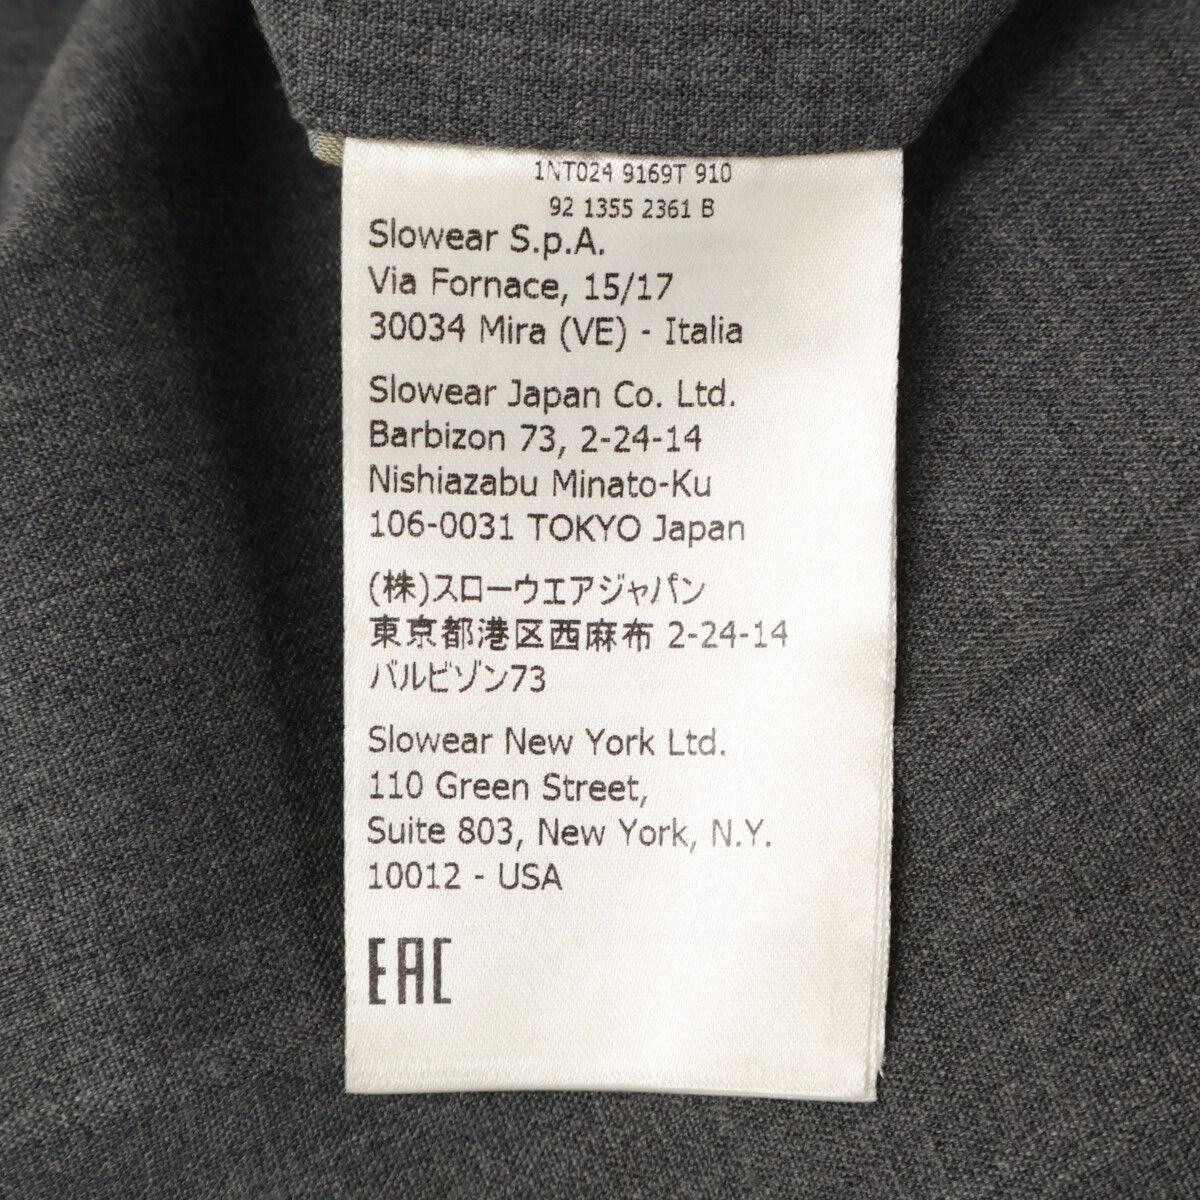 1NT024 9169T 910
92 1355 2361 B
Slowear S.p.A.
Via Fornace, 15/17
30034 Mira (VE) - Italia
Slowear Japan Co. Ltd.
Barbizon 73, 2-24-14
Nishiazabu Minato-Ku
106-0031 TOKYO Japan
(株)スローウエアジャパン
東京都港区西麻布 2-24-14
バルビゾン73
Slowear New York Ltd.
110 Green Street,
Suite 803, New York, N.Y.
10012 - USA
EAC